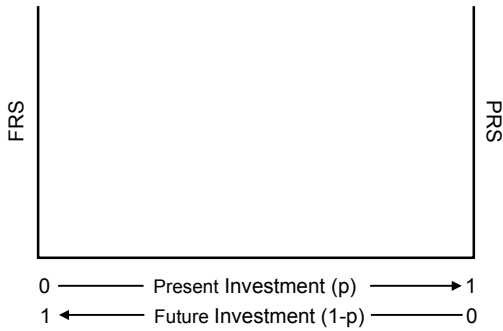 FRS
PRS
0 Present Investment (p) 1
1 Future Investment (1-p) 0